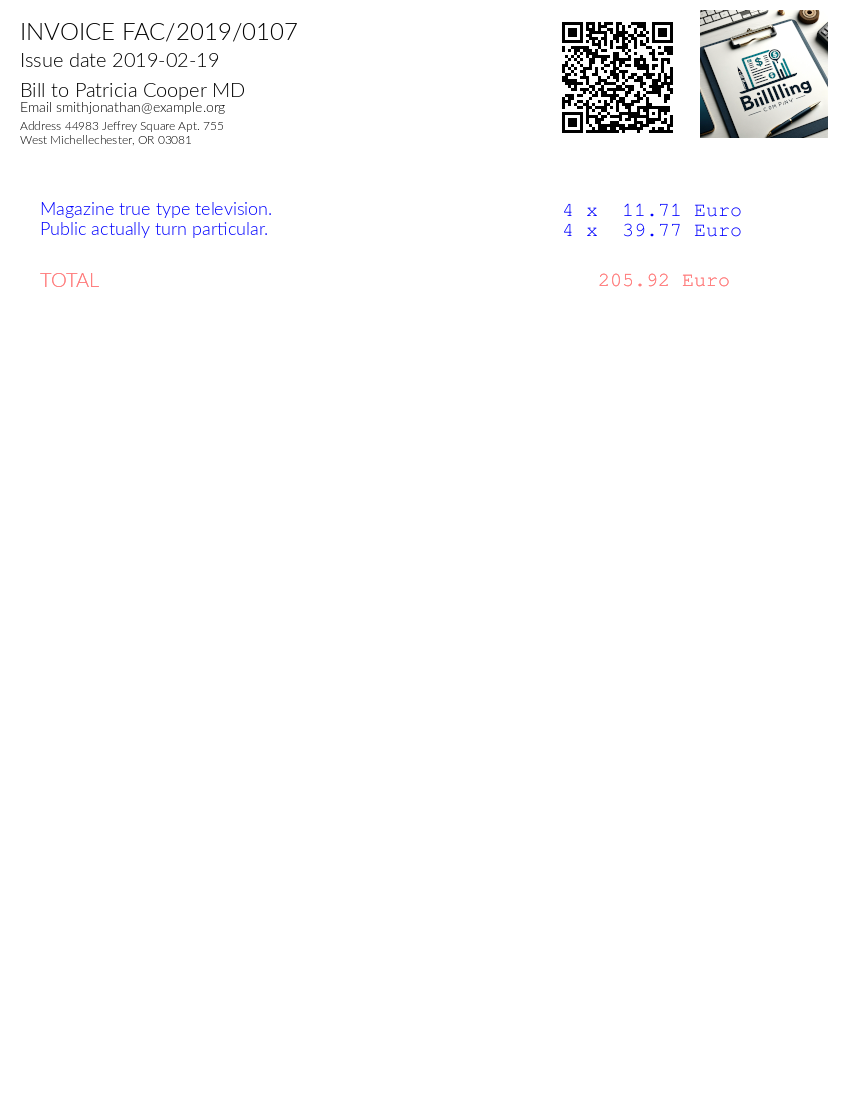 INVOICE FAC/2019/0107
Issue date 2019-02-19
Bill to Patricia Cooper MD
Email smithjonathan@example.org
Address 44983 Jeffrey Square Apt. 755
West Michellechester, OR 03081
Biilllling
COMPANY
Magazine true type television. 4 x 11.71 Euro
Public actually turn particular. 4 x 39.77 Euro
TOTAL 205.92 Euro